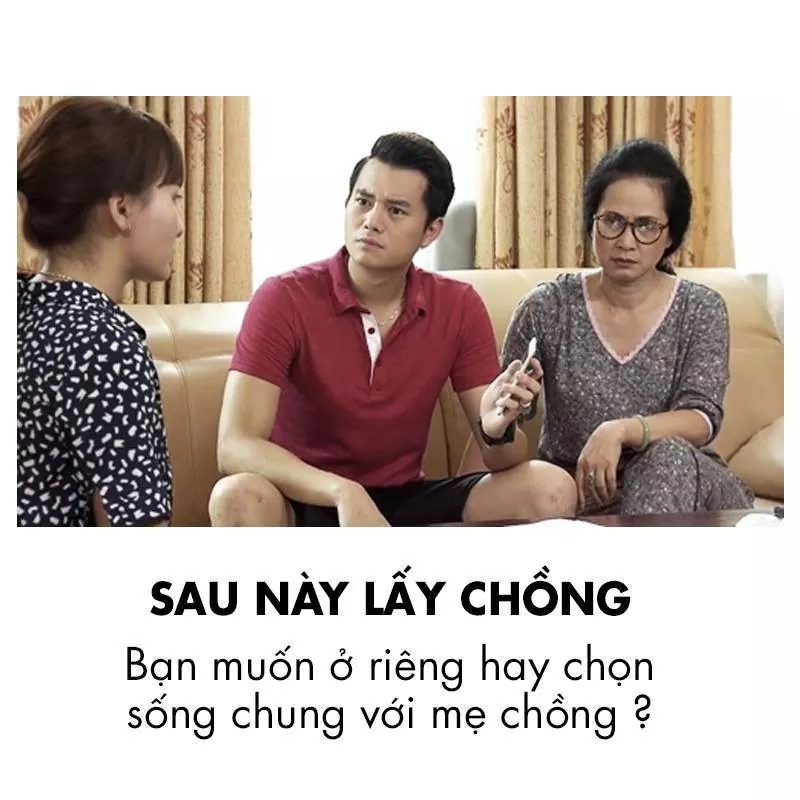 SAU NÀY LẤY CHỒNG
Bạn muốn ở riêng hay chọn
sống chung với mẹ chồng ?